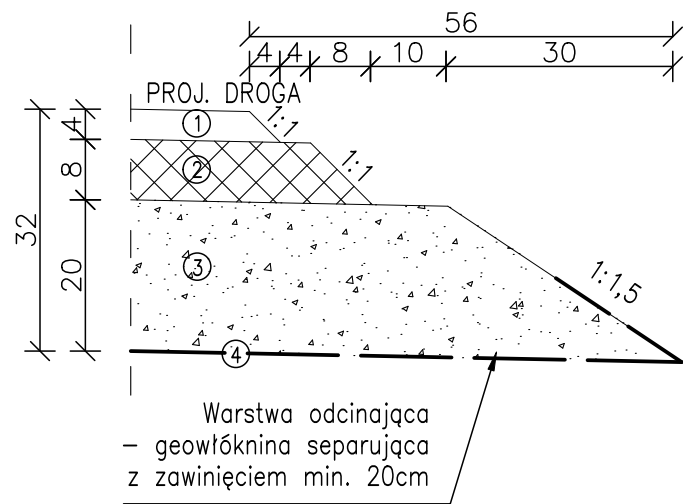 56
4 4 8 10 30
PROJ. DROGA
1:1
1
4
1:1
2
8
32
3
20
1:1,5
4
Warstwa odcinająca
– geowłóknina separująca
z zawinięciem min. 20cm